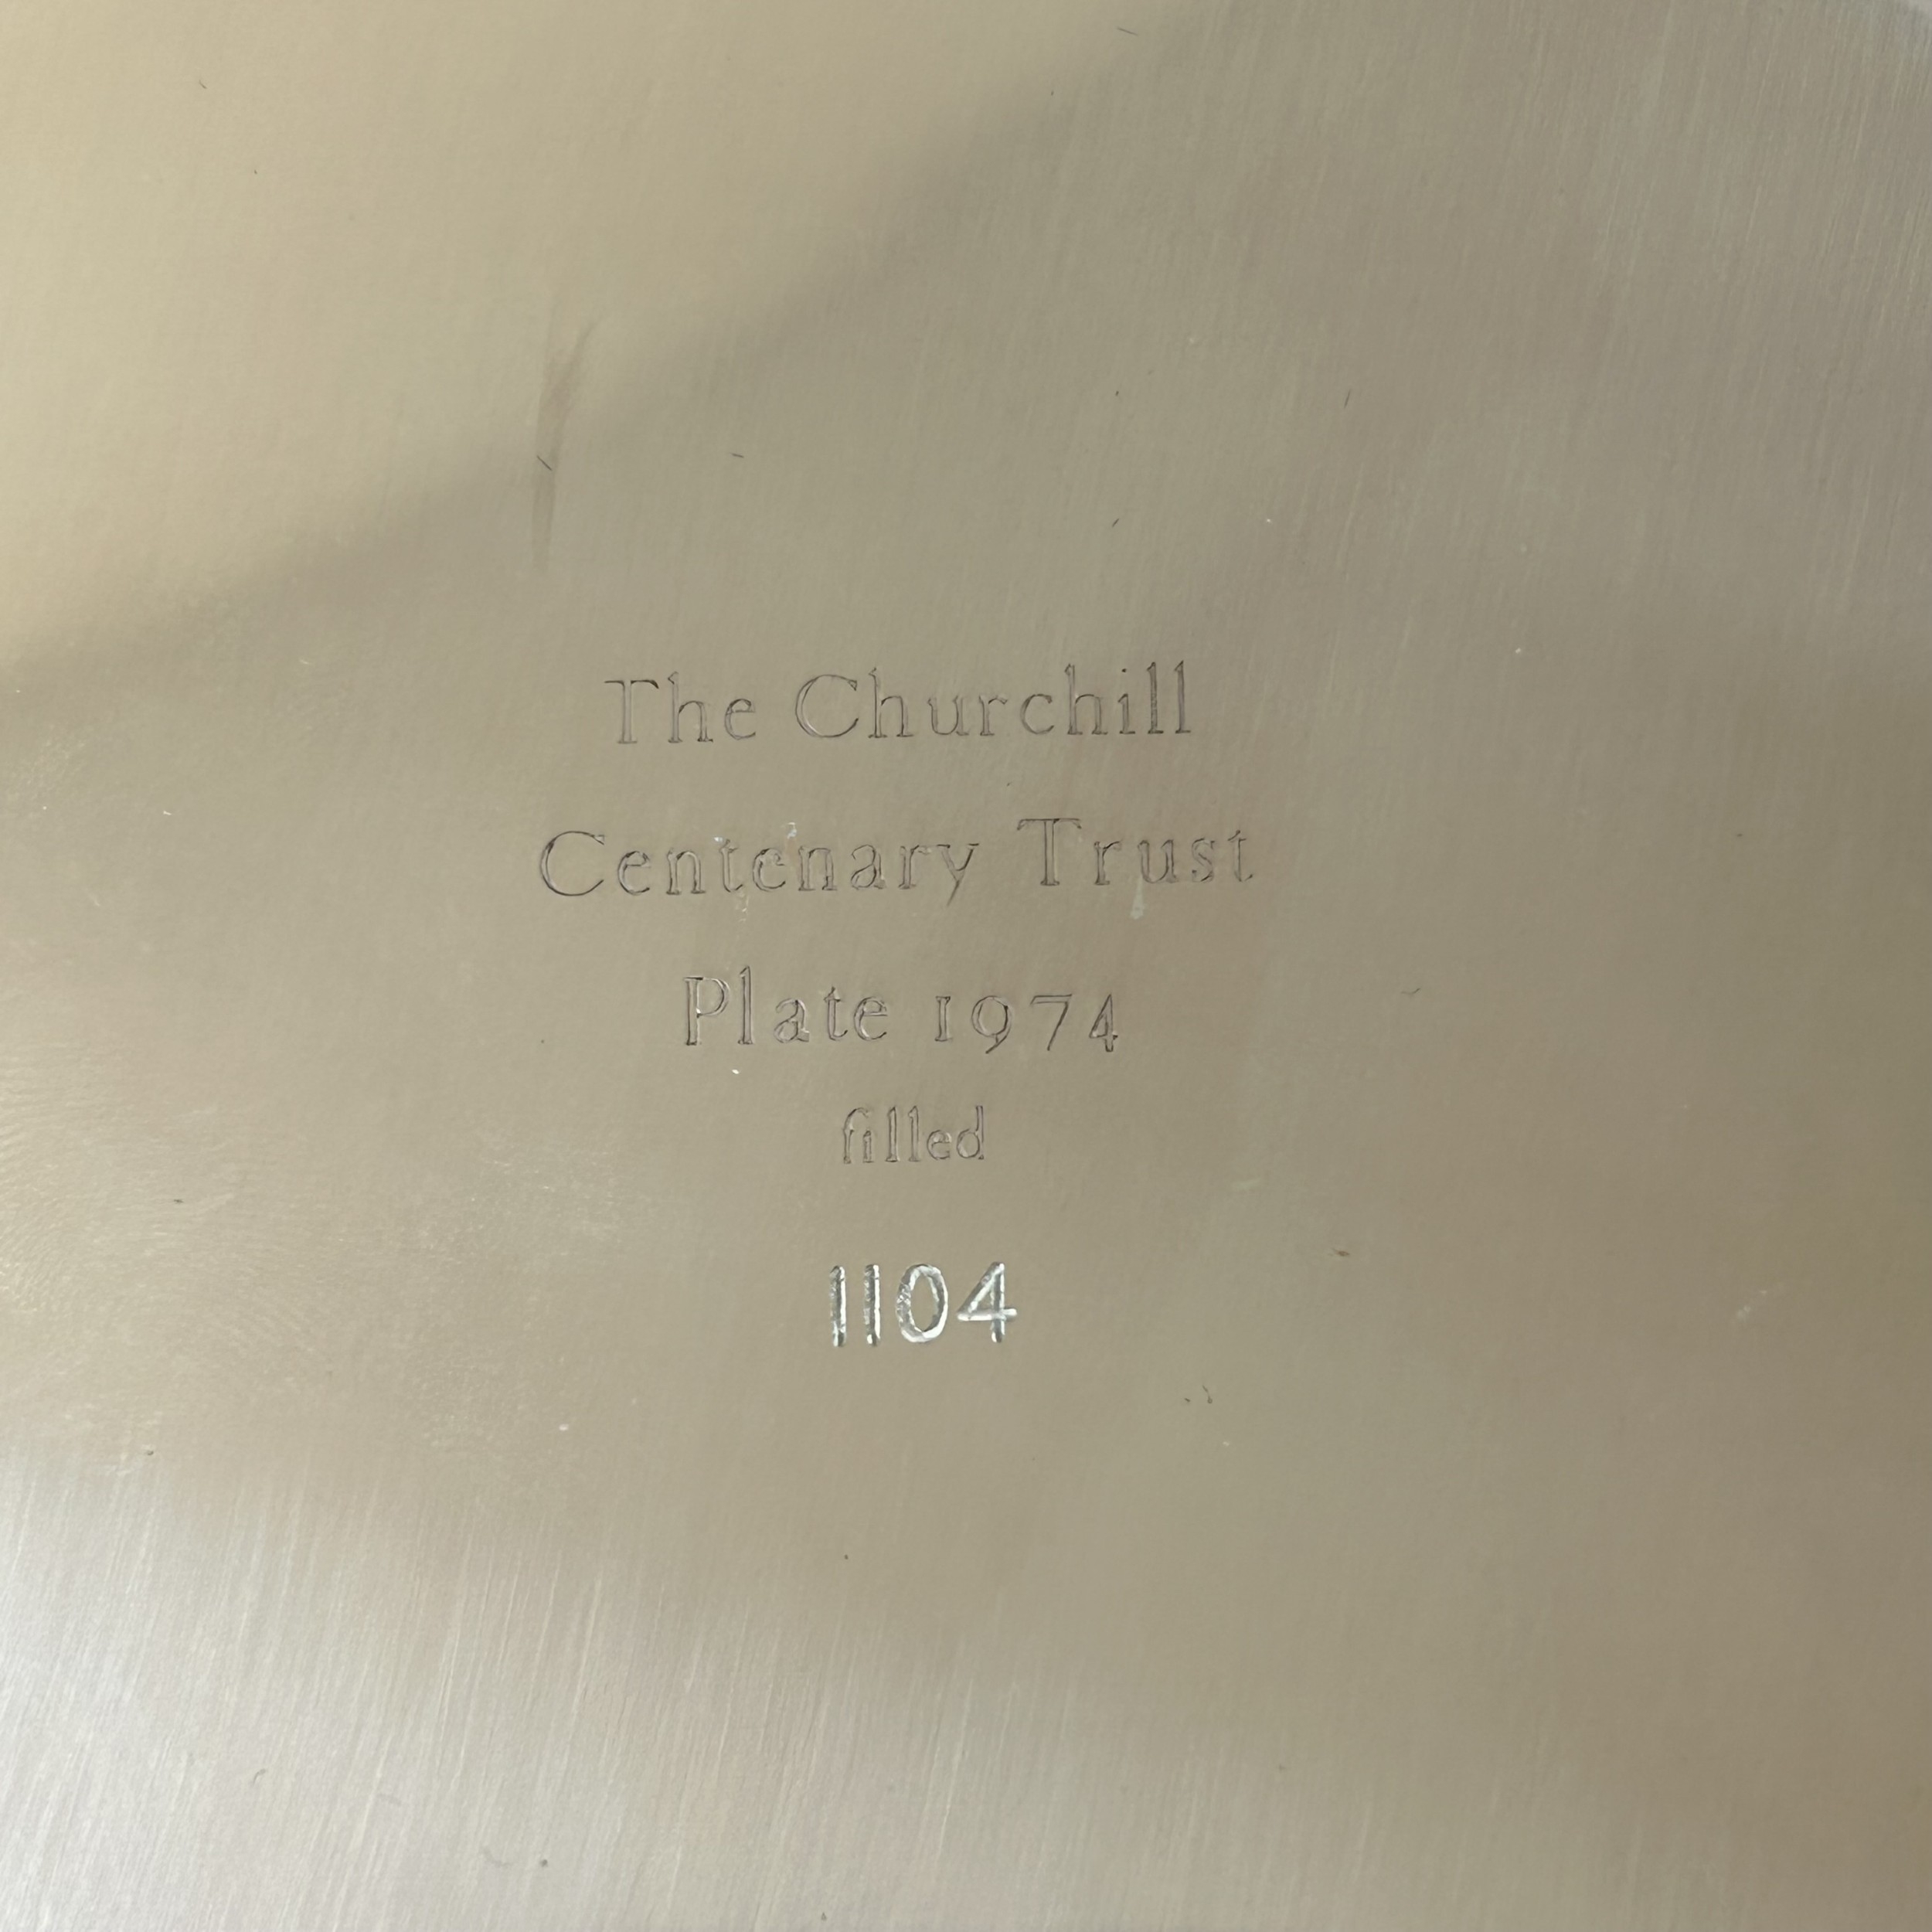 The Churchill
Centenary Trust
Plate 1974
filled
1104